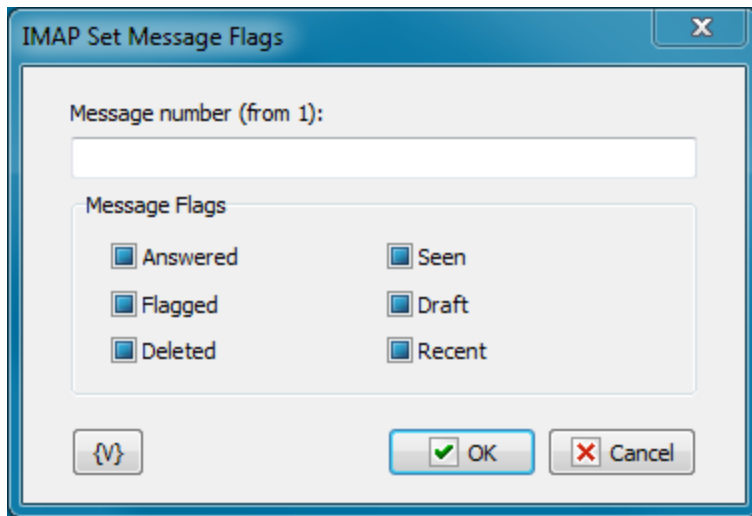 IMAP Set Message Flags
Message number (from 1):
Message Flags
Answered Seen
Flagged Draft
Deleted Recent
{V} OK Cancel